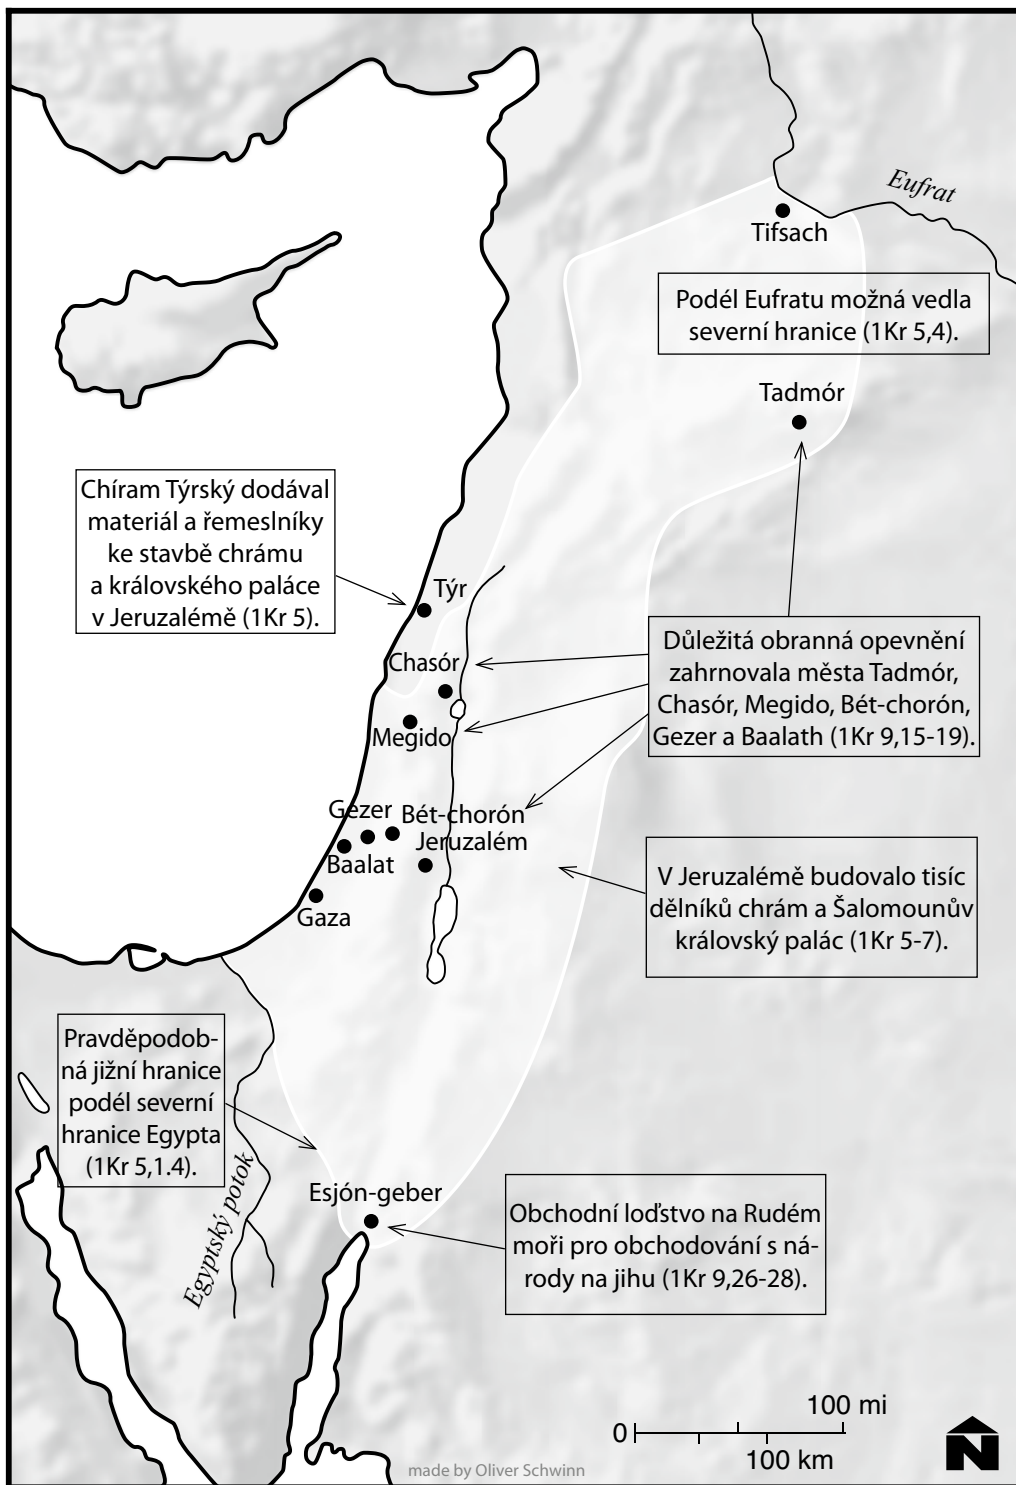 Eufrat
Tifsach
Podél Eufratu možná vedla
severní hranice (1Kr 5,4).
Tadmór
Chíram Týrský dodával
materiál a řemeslníky
ke stavbě chrámu
a královského paláce
v Jeruzalémě (1Kr 5).
Týr
Chasór
Důležitá obranná opevnění
zahrnovala města Tadmór,
Chasór, Megido, Bét-chorón,
Gezer a Baalath (1Kr 9,15-19).
Megido
Gezer
Bét-chorón
Jeruzalém
Baalat
Gaza
V Jeruzalémě budovalo tisíc
dělníků chrám a Šalomounův
královský palác (1Kr 5-7).
Pravděpodob-
ná jižní hranice
podél severní
hranice Egypta
(1Kr 5,1.4).
Egyptský potok
Esjón-geber
Obchodní loďstvo na Rudém
moři pro obchodování s ná-
rody na jihu (1Kr 9,26-28).
100 mi
0
100 km
N
made by Oliver Schwinn